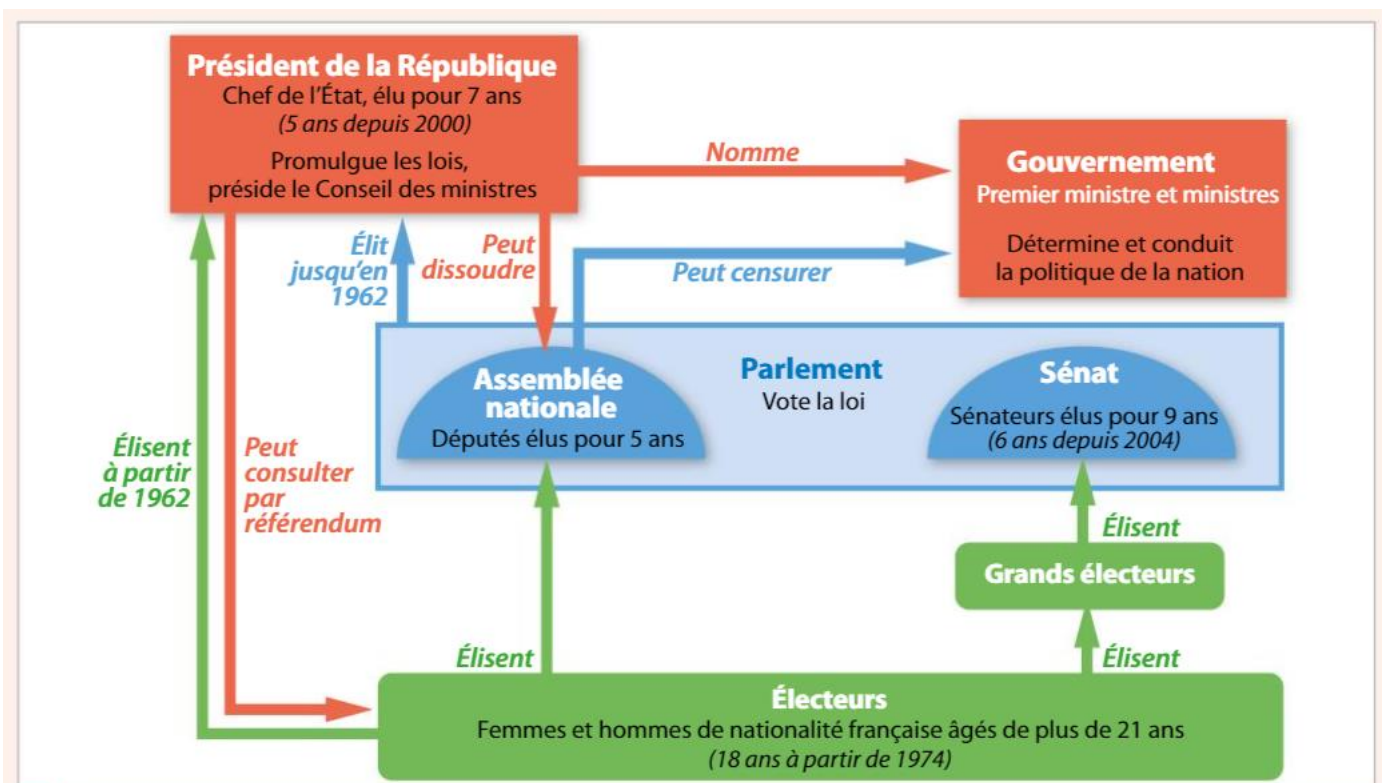 Président de la République
Chef de l'État, élu pour 7 ans
(5 ans depuis 2000)
Promulgue les lois,
préside le Conseil des ministres
Nomme
Gouvernement
Premier ministre et ministres
Détermine et conduit
la politique de la nation
Élit
jusqu'en
1962
Peut
dissoudre
Peut censurer
Assemblée
nationale
Députés élus pour 5 ans
Parlement
Vote la loi
Sénat
Sénateurs élus pour 9 ans
(6 ans depuis 2004)
Élisent
à partir
de 1962
Peut
consulter
par
référendum
Élisent
Grands électeurs
Élisent
Élisent
Électeurs
Femmes et hommes de nationalité française âgés de plus de 21 ans
(18 ans à partir de 1974)